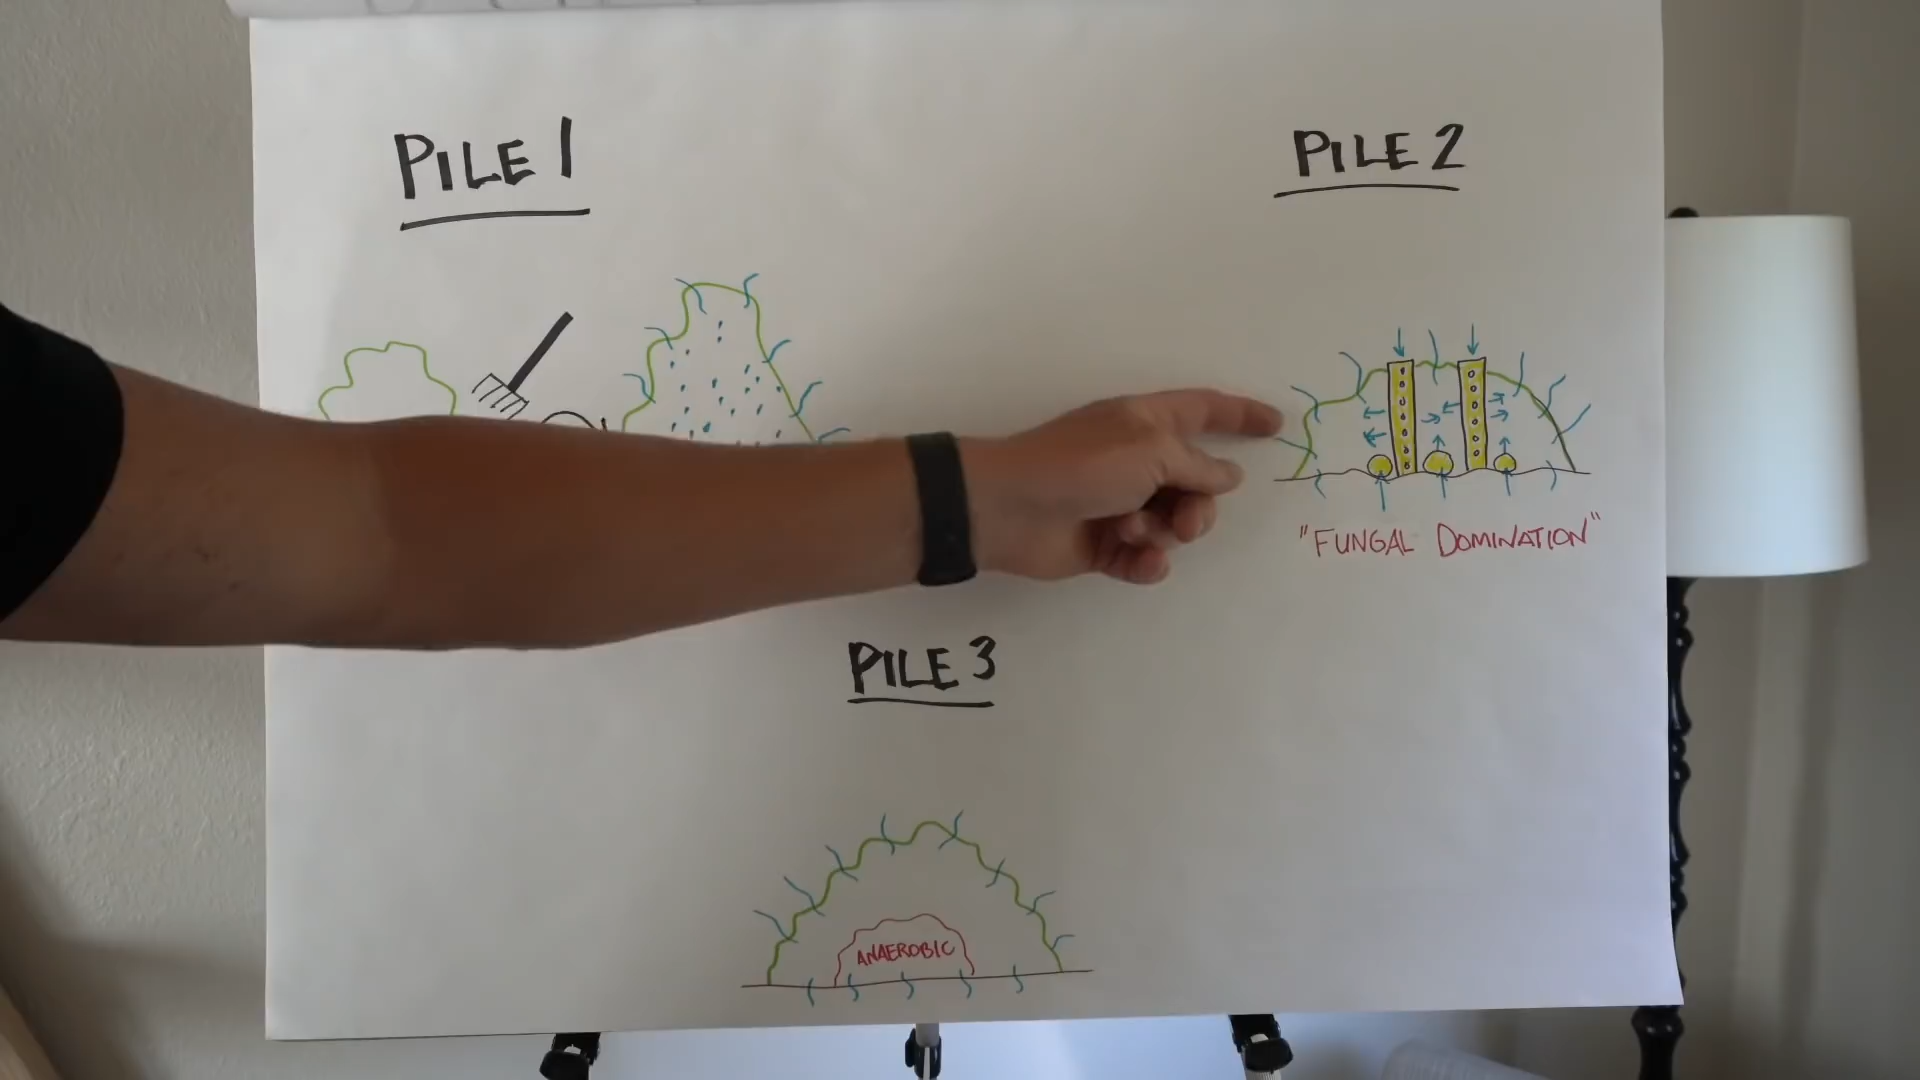 PILE 1
PILE 2
"FUNGAL DOMINATION"
PILE 3
ANAEROBIC